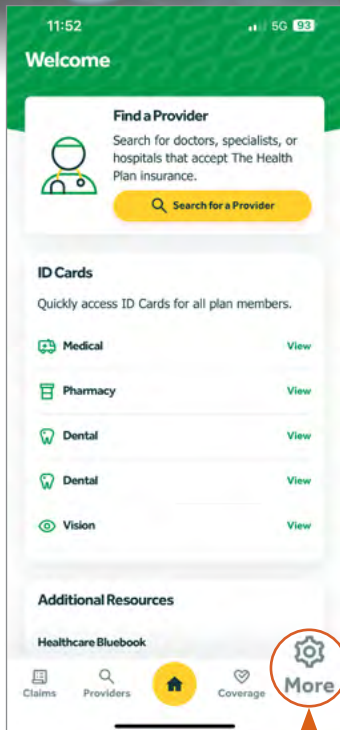 11:52
5G 93
Welcome
Find a Provider
Search for doctors, specialists, or
hospitals that accept The Health
Plan insurance.
Search for a Provider
ID Cards
Quickly access ID Cards for all plan members.
Medical View
Pharmacy View
Dental View
Dental View
Vision View
Additional Resources
Healthcare Bluebook
Claims Providers Coverage More